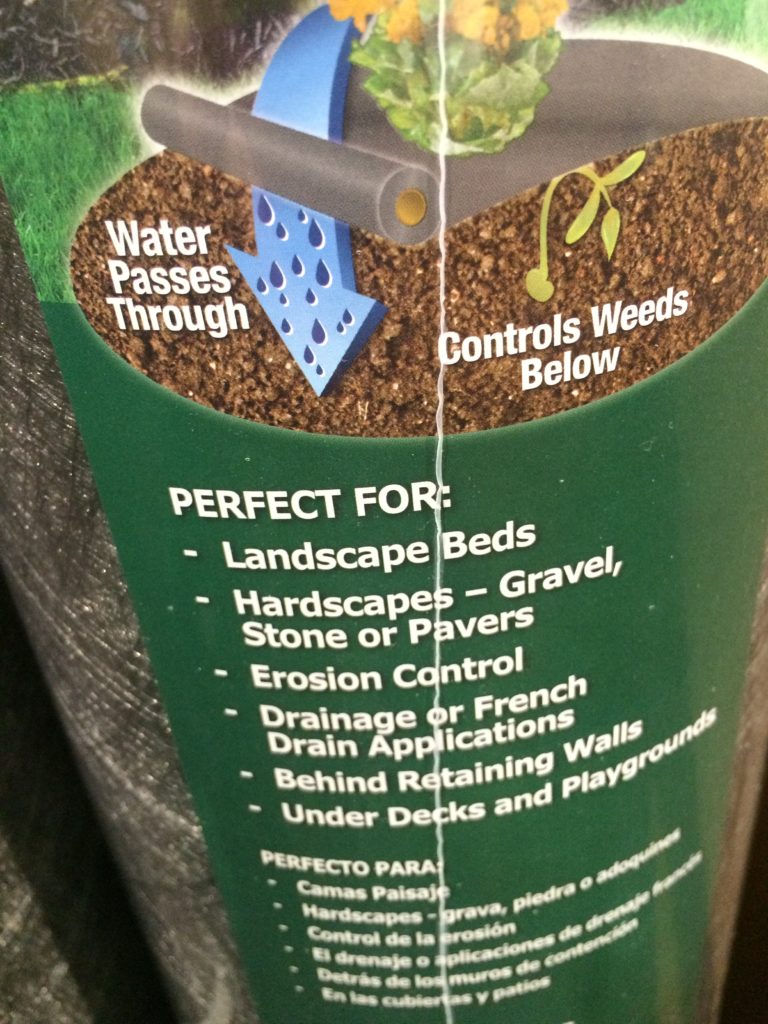 Water
Passes
Through
Controls Weeds
Below
PERFECT FOR:
- Landscape Beds
- Hardscapes – Gravel,
Stone or Pavers
- Erosion Control
- Drainage or French
Drain Applications
- Behind Retaining Walls
- Under Decks and Playgrounds
PERFECTO PARA:
- Camas Paisaje
- Hardscapes - grava, piedra o adoquines
- Control de la erosión
- El drenaje o aplicaciones de drenaje francés
- Detrás de los muros de contención
- En las cubiertas y patios